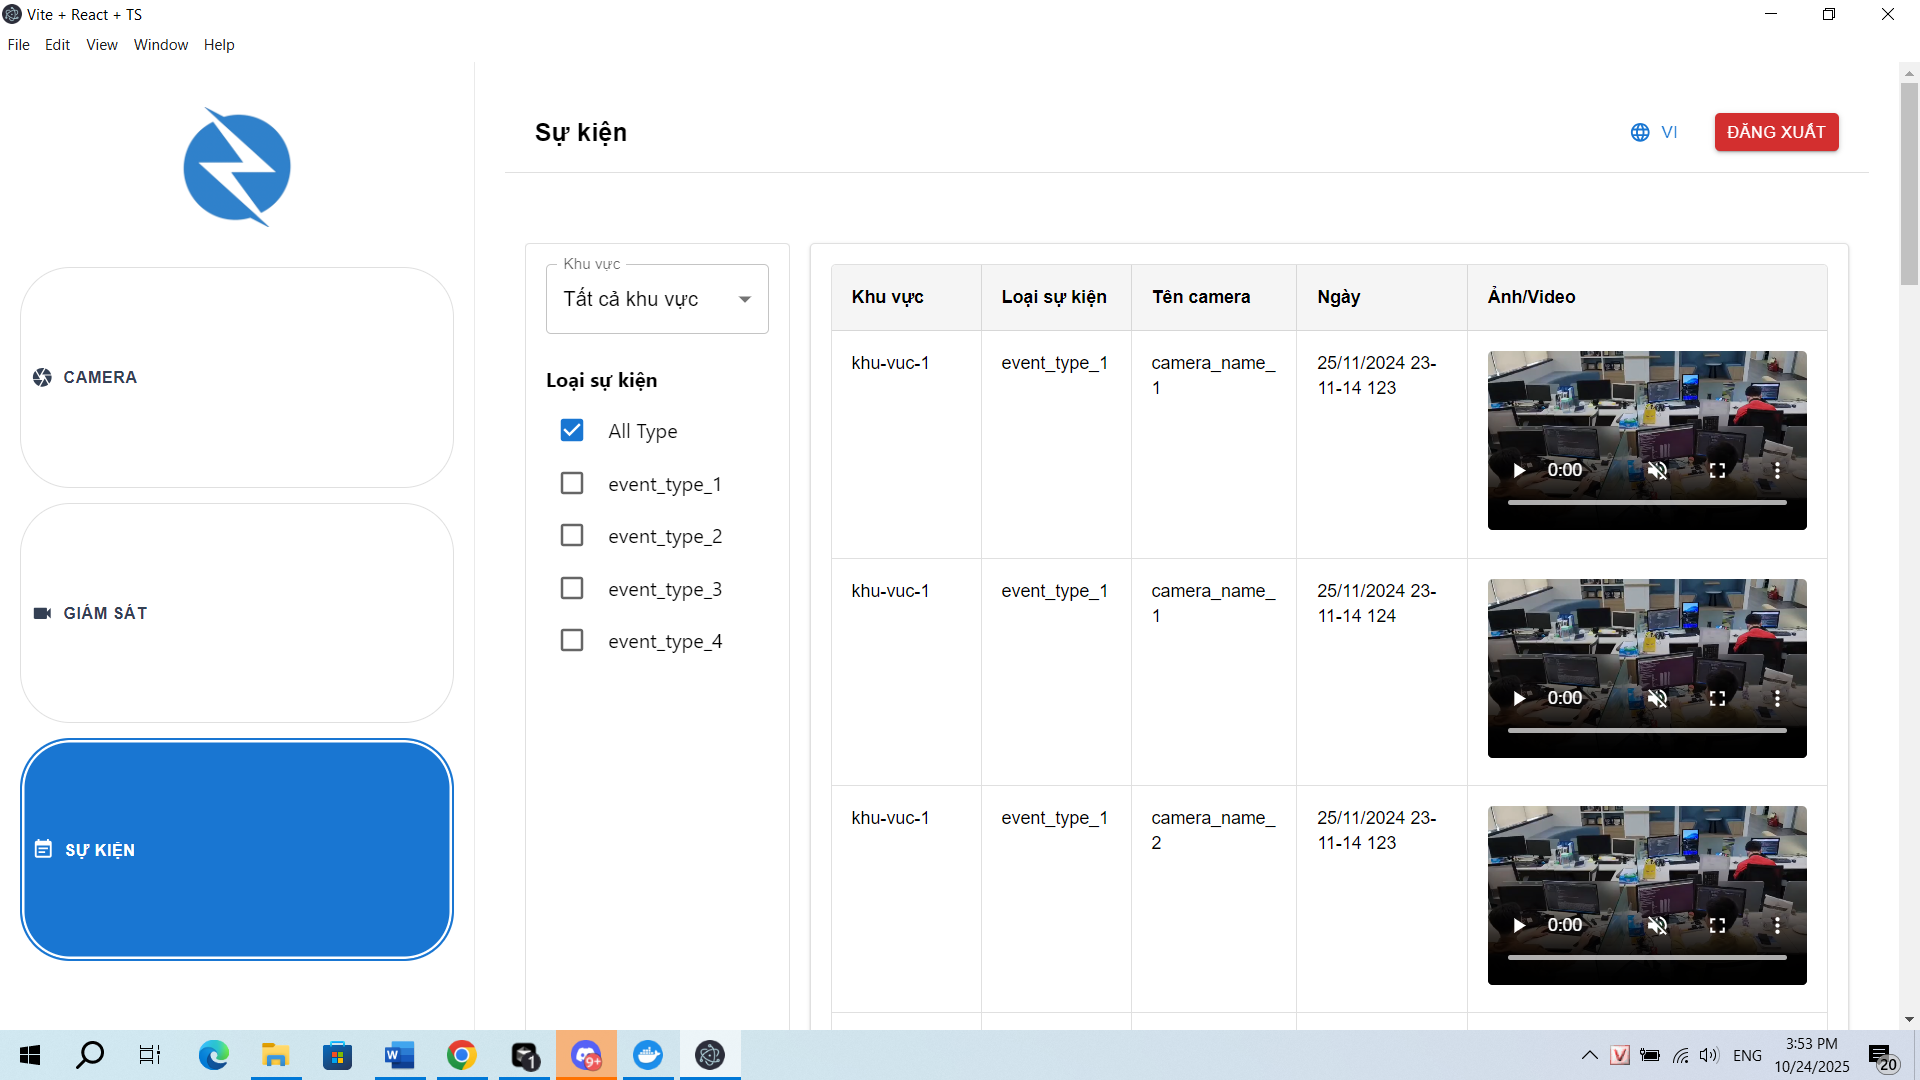 Vite + React + TS
File Edit View Window Help
Sự kiện
VI
ĐĂNG XUẤT
CAMERA
GIÁM SÁT
SỰ KIỆN
Khu vực
Tất cả khu vực
Loại sự kiện
All Type
event_type_1
event_type_2
event_type_3
event_type_4
Khu vực Loại sự kiện Tên camera Ngày Ảnh/Video
khu-vuc-1 event_type_1 camera_name_ 25/11/2024 23-
1 11-14 123
0:00
khu-vuc-1 event_type_1 camera_name_ 25/11/2024 23-
1 11-14 124
0:00
khu-vuc-1 event_type_1 camera_name_ 25/11/2024 23-
2 11-14 123
0:00
W
1
9+
V
ENG
3:53 PM
10/24/2025
20